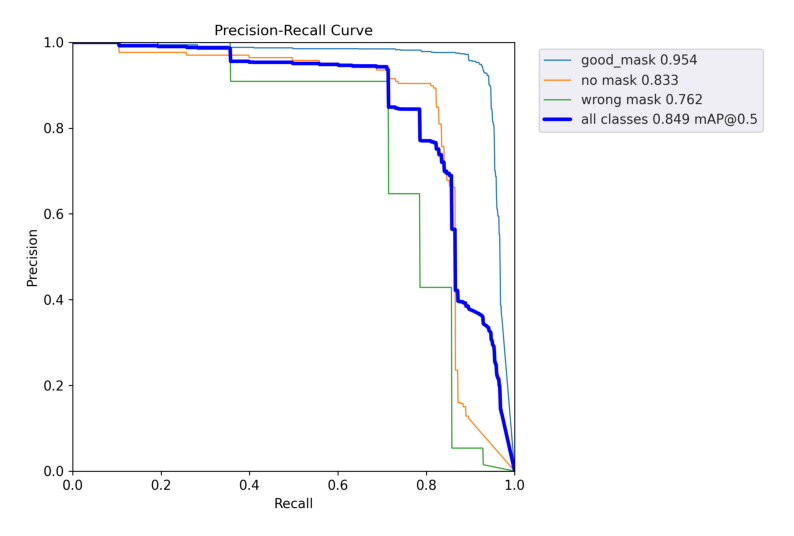 Precision-Recall Curve
1.0
0.8
0.6
0.4
0.2
0.0
Precision
0.0 0.2 0.4 0.6 0.8 1.0
Recall
good_mask 0.954
no mask 0.833
wrong mask 0.762
all classes 0.849 mAP@0.5